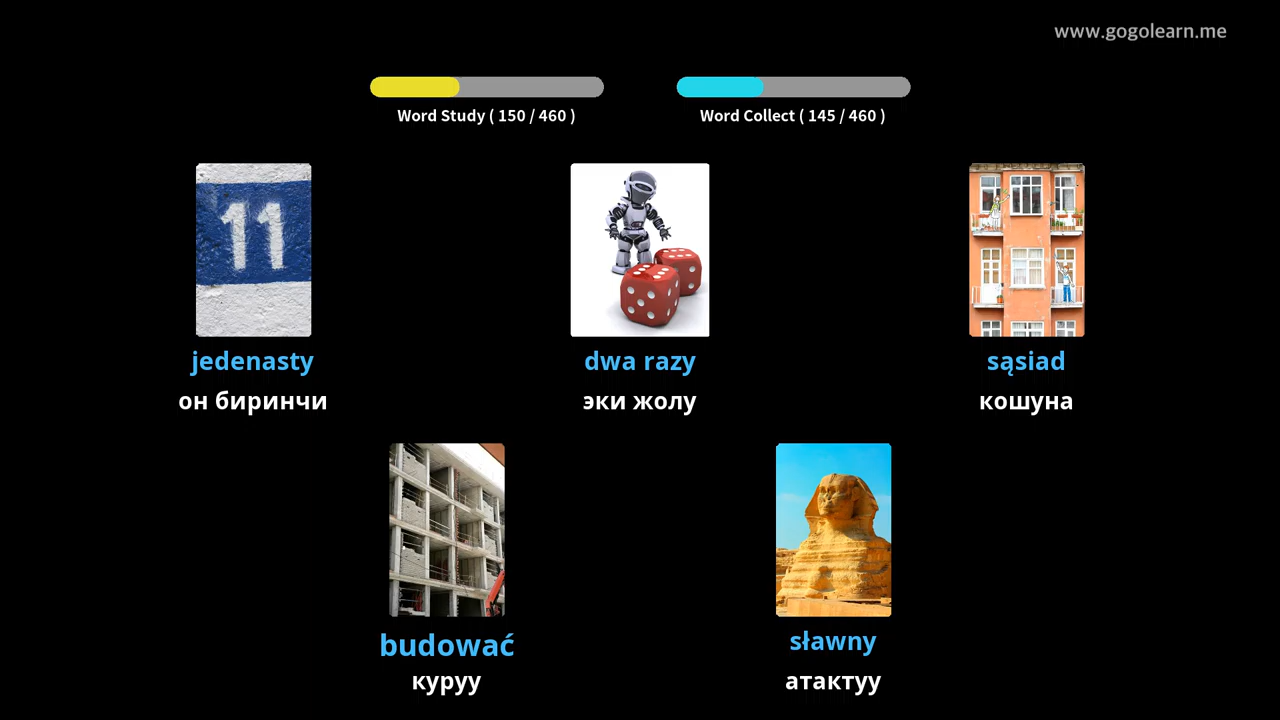 www.gogolearn.me
Word Study ( 150 / 460 )
Word Collect ( 145 / 460 )
11
jedenasty
он биринчи
dwa razy
эки жолу
sąsiad
кошуна
budować
куруу
sławny
атактуу